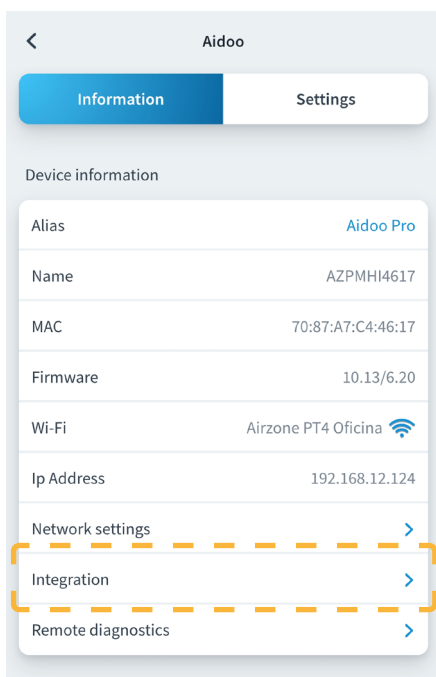 Aidoo
Information Settings
Device information
Alias Aidoo Pro
Name AZPMHI4617
MAC 70:87:A7:C4:46:17
Firmware 10.13/6.20
Wi-Fi Airzone PT4 Oficina
Ip Address 192.168.12.124
Network settings
Integration
Remote diagnostics